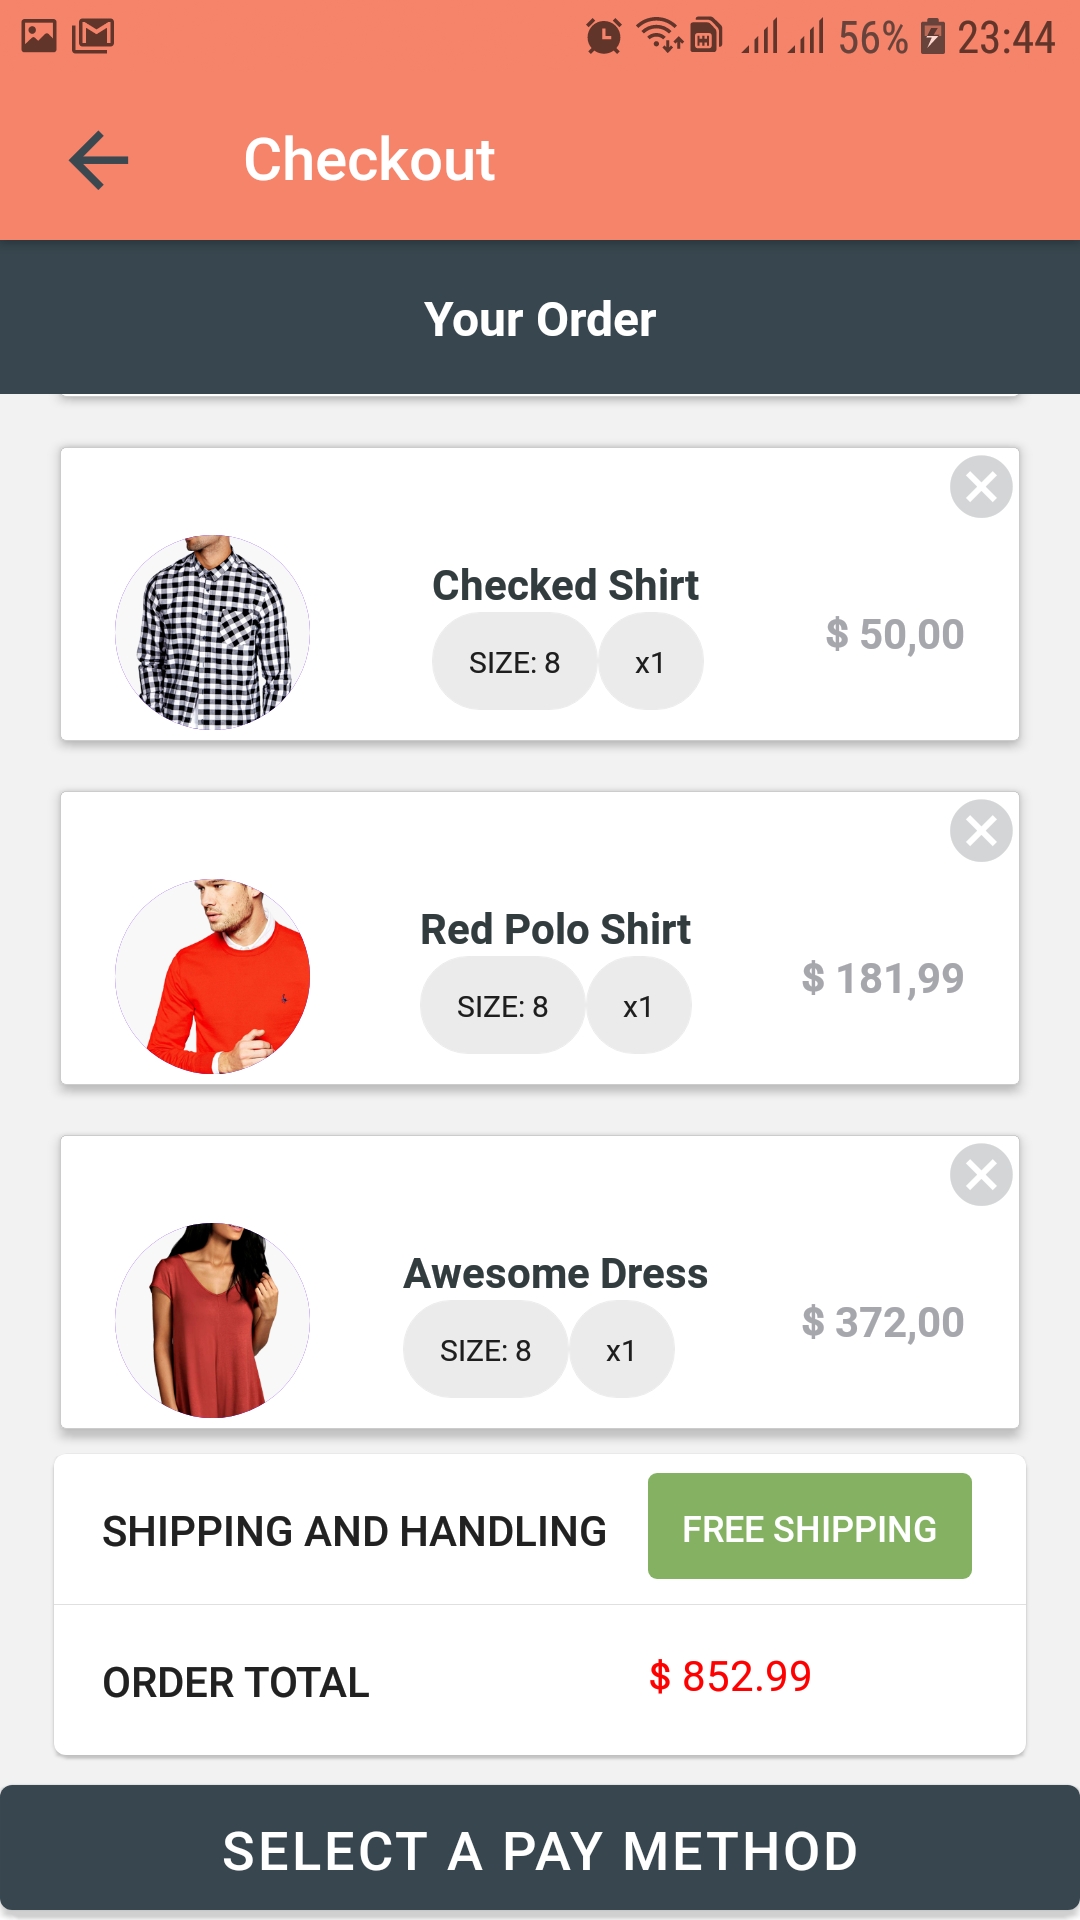 56% 23:44
Checkout
Your Order
Checked Shirt
SIZE: 8 x1
$ 50,00
Red Polo Shirt
SIZE: 8 x1
$ 181,99
Awesome Dress
SIZE: 8 x1
$ 372,00
SHIPPING AND HANDLING FREE SHIPPING
ORDER TOTAL $ 852.99
SELECT A PAY METHOD